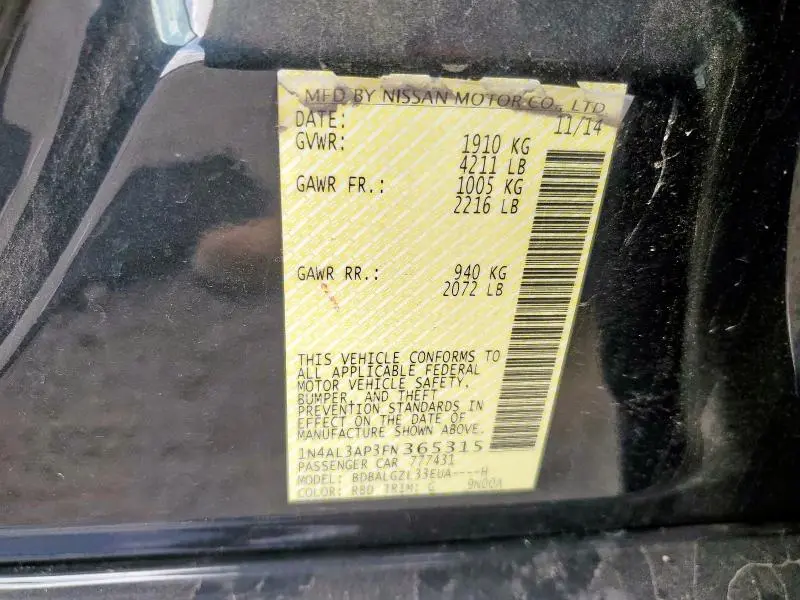 MFD BY NISSAN MOTOR CO., LTD
DATE: 11/14
GVWR: 1910 KG
4211 LB
GAWR FR.: 1005 KG
2216 LB
GAWR RR.: 940 KG
2072 LB
THIS VEHICLE CONFORMS TO
ALL APPLICABLE FEDERAL
MOTOR VEHICLE SAFETY,
BUMPER, AND THEFT
PREVENTION STANDARDS IN
EFFECT ON THE DATE OF
MANUFACTURE SHOWN ABOVE.
1N4AL3AP3FN365315
PASSENGER CAR 777431
MODEL: BDBALGZL33EUA----H
COLOR: RBD TRIM: G 9N00A